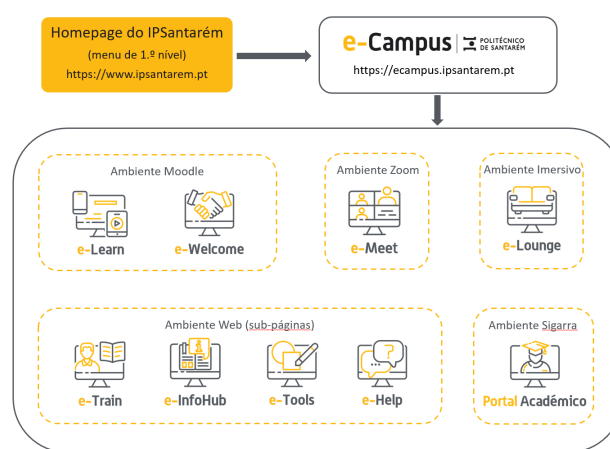 Homepage do IPSantarém
(menu de 1.º nível)
https://www.ipsantarem.pt
e-Campus
POLITÉCNICO
DE SANTARÉM
https://ecampus.ipsantarem.pt
Ambiente Moodle
e-Learn
e-Welcome
Ambiente Zoom
e-Meet
Ambiente Imersivo
e-Lounge
Ambiente Web (sub-páginas)
e-Train
e-InfoHub
e-Tools
e-Help
Ambiente Sigarra
Portal Académico